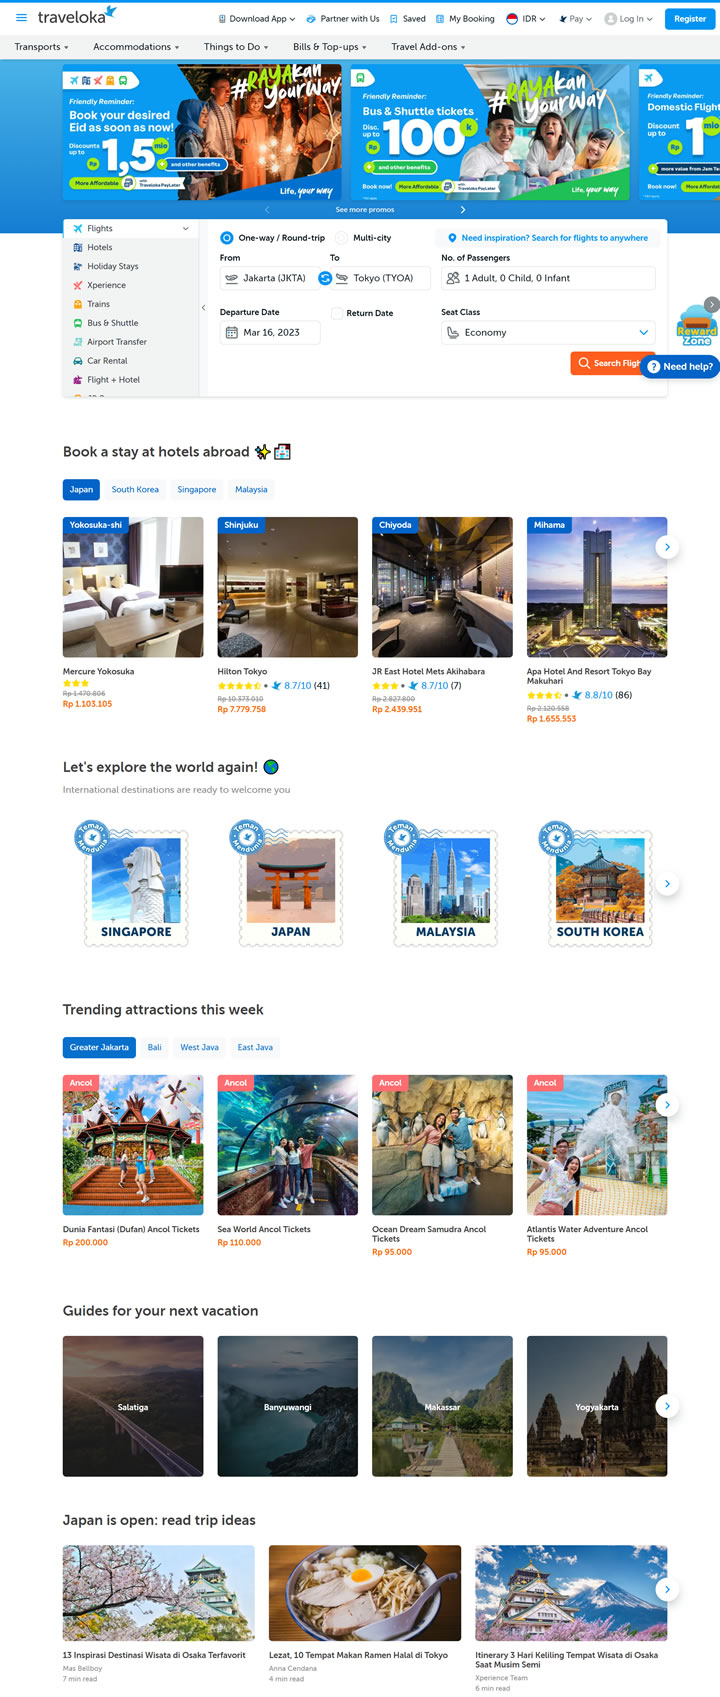 traveloka
Download App
Partner with Us
Saved
My Booking
IDR
Pay
Log In
Register
Transports
Accommodations
Things to Do
Bills & Top-ups
Travel Add-ons
Friendly Reminder:
Book your desired
Eid as soon as now!
Discounts
up to
Rp
1,5
mio
and other benefits
More Affordable
with
Traveloka PayLater
#RAYAkan
yourWay
Life, your way
Friendly Reminder:
Bus & Shuttle tickets
Disc.
up to
Rp
100
k
and other benefits
Book now!
More Affordable
with
Traveloka PayLater
#RAYAkan
yourWay
Life, your way
Friendly Reminder:
Domestic Flight
Discount
up to
Rp
1
mio
Book now!
More Affordable
See more promos
Flights
Hotels
Holiday Stays
Xperience
Trains
Bus & Shuttle
Airport Transfer
Car Rental
Flight + Hotel
One-way / Round-trip
Multi-city
Need inspiration? Search for flights to anywhere
From
To
No. of Passengers
Jakarta (JKTA)
Tokyo (TYOA)
1 Adult, 0 Child, 0 Infant
Departure Date
Return Date
Seat Class
Mar 16, 2023
Economy
Search Fligh
Reward
Zone
Need help?
Book a stay at hotels abroad
Japan
South Korea
Singapore
Malaysia
Yokosuka-shi
Shinjuku
Chiyoda
Mihama
Mercure Yokosuka
Rp 1.470.806
Rp 1.103.105
Hilton Tokyo
8.7/10 (41)
Rp 10.373.010
Rp 7.779.758
JR East Hotel Mets Akihabara
8.7/10 (7)
Rp 2.827.800
Rp 2.439.951
Apa Hotel And Resort Tokyo Bay
Makuhari
8.8/10 (86)
Rp 2.120.558
Rp 1.655.553
Let's explore the world again!
International destinations are ready to welcome you
Teman
Mendunia
SINGAPORE
Teman
Mendunia
JAPAN
Teman
Mendunia
MALAYSIA
Teman
Mendunia
SOUTH KOREA
Trending attractions this week
Greater Jakarta
Bali
West Java
East Java
Ancol
Ancol
Ancol
Ancol
Dunia Fantasi (Dufan) Ancol Tickets
Rp 200.000
Sea World Ancol Tickets
Rp 110.000
Ocean Dream Samudra Ancol
Tickets
Rp 95.000
Atlantis Water Adventure Ancol
Tickets
Rp 95.000
Guides for your next vacation
Salatiga
Banyuwangi
Makassar
Yogyakarta
Japan is open: read trip ideas
13 Inspirasi Destinasi Wisata di Osaka Terfavorit
Mas Bellboy
7 min read
Lezat, 10 Tempat Makan Ramen Halal di Tokyo
Anna Cendana
4 min read
Itinerary 3 Hari Keliling Tempat Wisata di Osaka
Saat Musim Semi
Xperience Team
6 min read